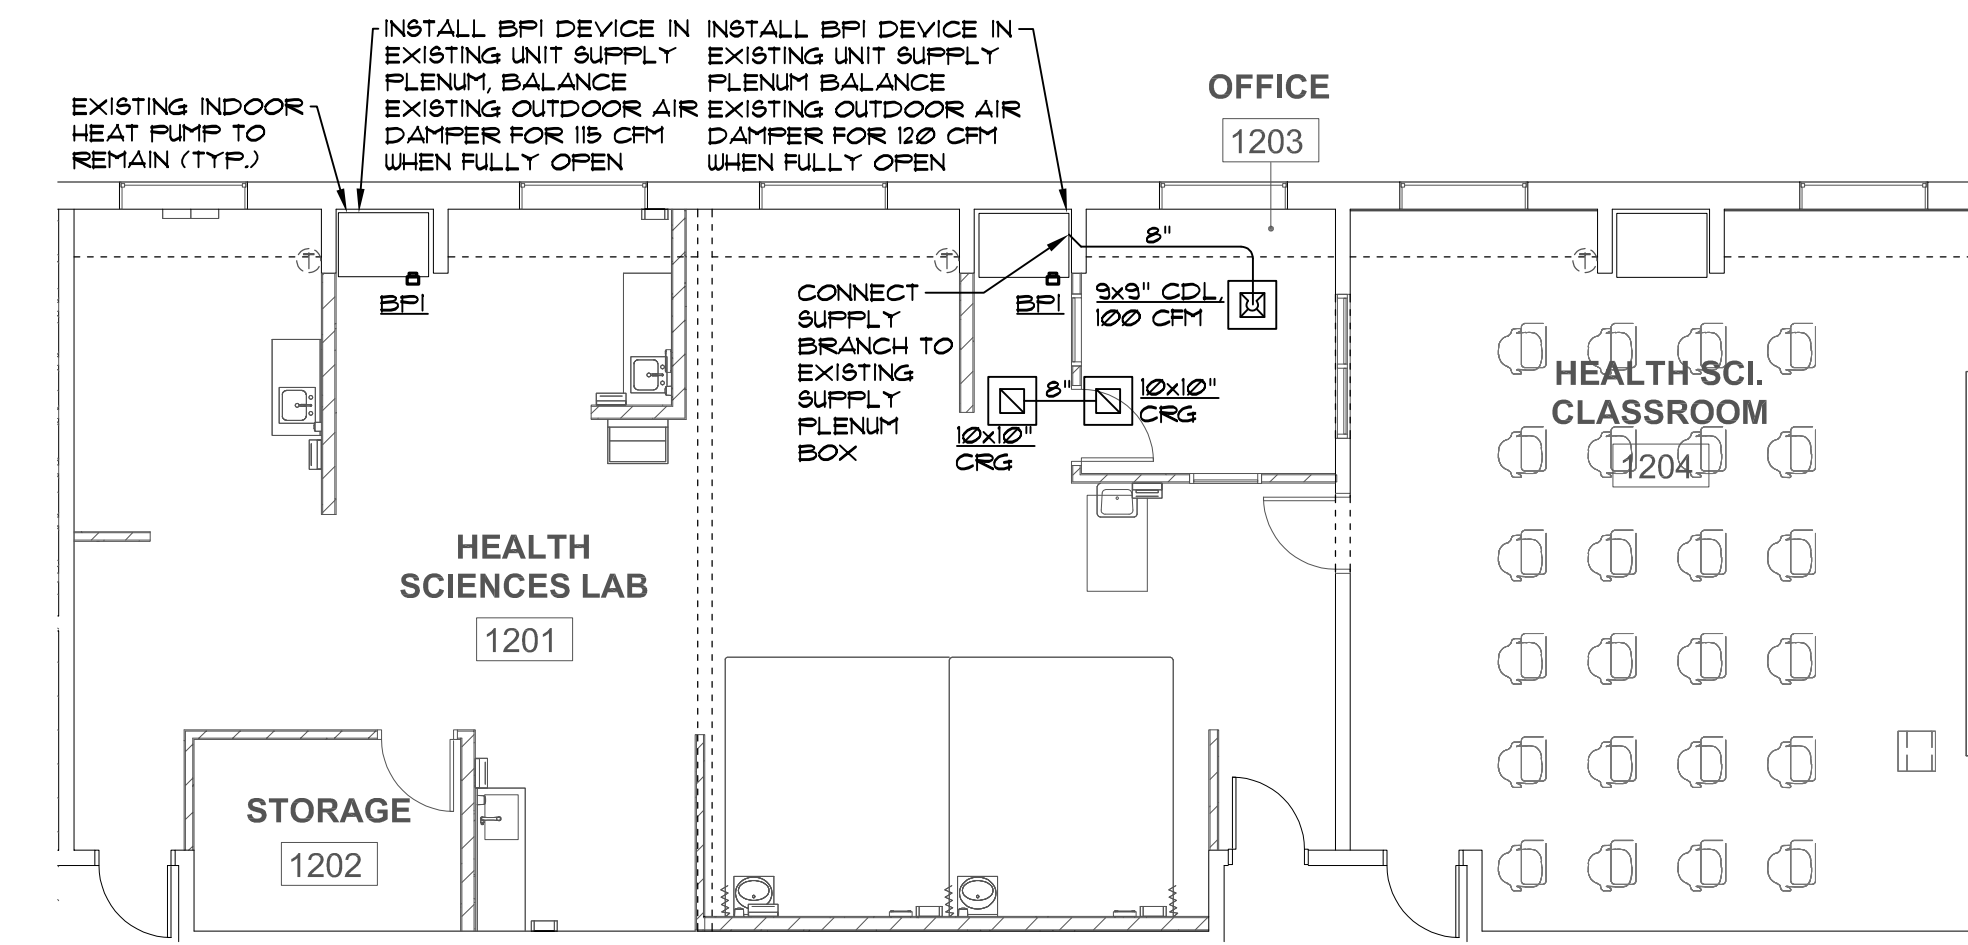 INSTALL BPI DEVICE IN
EXISTING UNIT SUPPLY
PLENUM, BALANCE
EXISTING OUTDOOR AIR
DAMPER FOR 115 CFM
WHEN FULLY OPEN
INSTALL BPI DEVICE IN
EXISTING UNIT SUPPLY
PLENUM BALANCE
EXISTING OUTDOOR AIR
DAMPER FOR 120 CFM
WHEN FULLY OPEN
EXISTING INDOOR
HEAT PUMP TO
REMAIN (TYP.)
OFFICE
1203
T
T
T
8"
BPI
BPI
CONNECT
SUPPLY
BRANCH TO
EXISTING
SUPPLY
PLENUM
BOX
9x9" CDL,
100 CFM
8"
10x10"
CRG
10x10"
CRG
HEALTH SCI.
CLASSROOM
1204
HEALTH
SCIENCES LAB
1201
STORAGE
1202